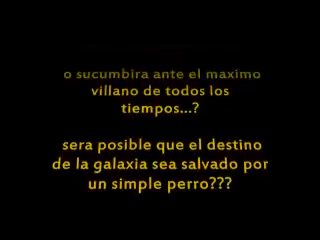 o sucumbira ante el maximo
villano de todos los
tiempos...?
sera posible que el destino
de la galaxia sea salvado por
un simple perro???